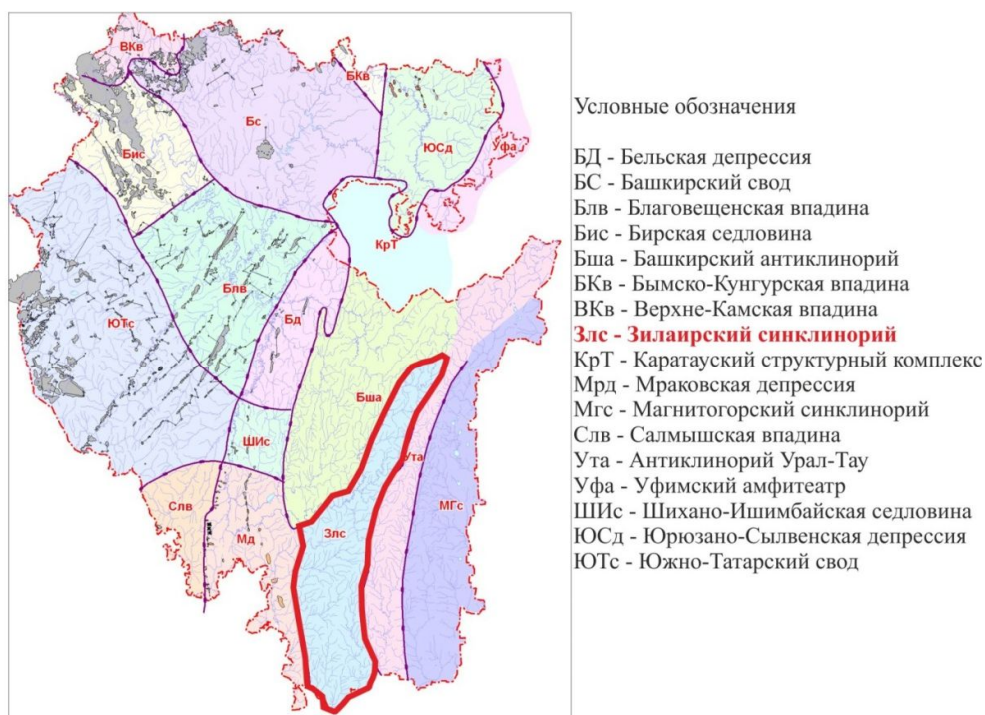 ВКв
БКв
Бс
ЮСд
Уфа
Бис
КрТ
Блв
Бд
ЮТс
Бша
ШИс
Ута
Слв
Мд
Злс
МГс
Условные обозначения
БД - Бельская депрессия
БС - Башкирский свод
Блв - Благовещенская впадина
Бис - Бирская седловина
Бша - Башкирский антиклинорий
БКв - Бымско-Кунгурская впадина
ВКв - Верхне-Камская впадина
Злс - Зилаирский синклинорий
КрТ - Каратауский структурный комплекс
Мрд - Мраковская депрессия
Мгс - Магнитогорский синклинорий
Слв - Салмышская впадина
Ута - Антиклинорий Урал-Тау
Уфа - Уфимский амфитеатр
ШИс - Шихано-Ишимбайская седловина
ЮСд - Юрюзано-Сылвенская депрессия
ЮТс - Южно-Татарский свод